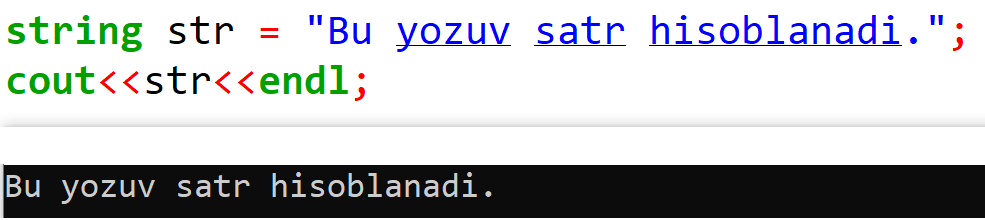 string str = "Bu yozuv satr hisoblanadi.";
cout<<str<<endl;
Bu yozuv satr hisoblanadi.